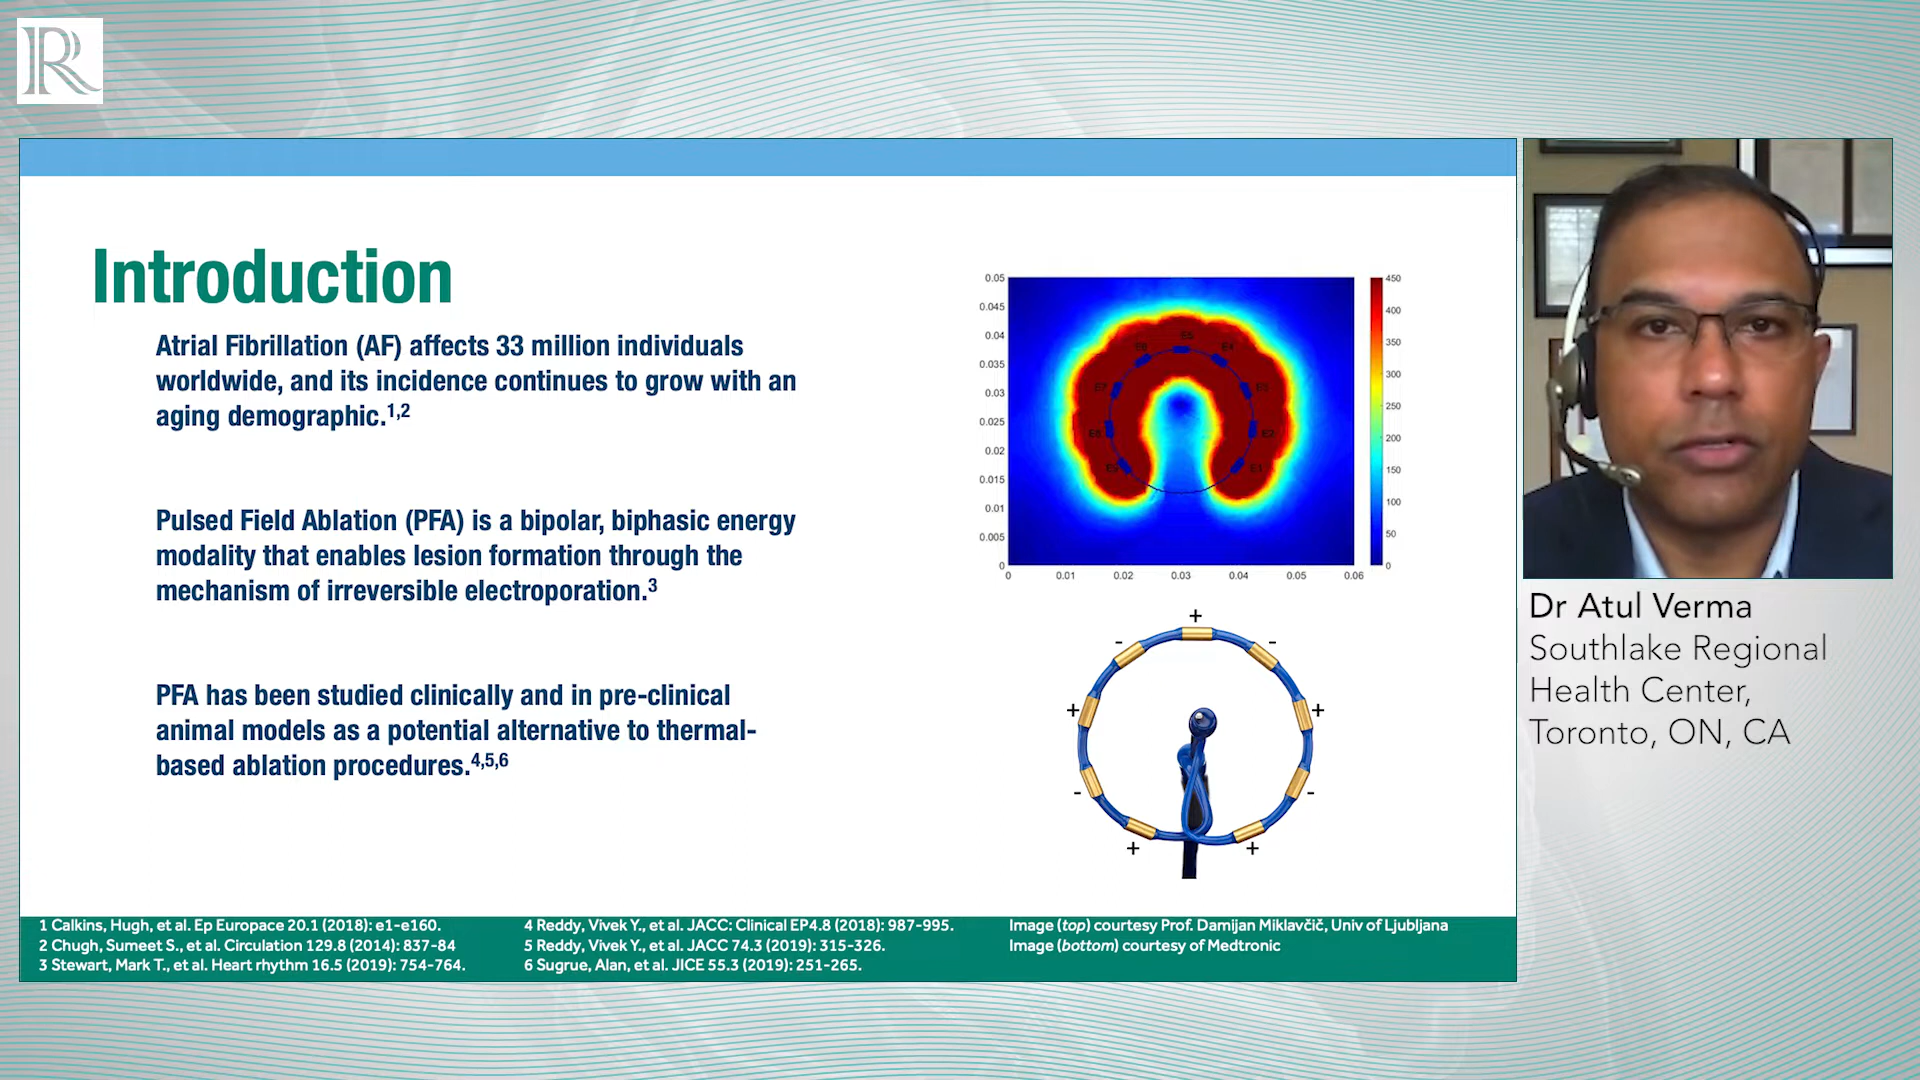 R
Introduction
Atrial Fibrillation (AF) affects 33 million individuals
worldwide, and its incidence continues to grow with an
aging demographic.1,2
Pulsed Field Ablation (PFA) is a bipolar, biphasic energy
modality that enables lesion formation through the
mechanism of irreversible electroporation.3
PFA has been studied clinically and in pre-clinical
animal models as a potential alternative to thermal-
based ablation procedures.4,5,6
0.05
0.045
0.04
0.035
0.03
0.025
0.02
0.015
0.01
0.005
0
0 0.01 0.02 0.03 0.04 0.05 0.06
E5
E6 E4
E7 E3
E8 E2
E1
450
400
350
300
250
200
150
100
50
0
+
- -
+ +
- -
+ +
1 Calkins, Hugh, et al. Ep Europace 20.1 (2018): e1-e160.
2 Chugh, Sumeet S., et al. Circulation 129.8 (2014): 837-84
3 Stewart, Mark T., et al. Heart rhythm 16.5 (2019): 754-764.
4 Reddy, Vivek Y., et al. JACC: Clinical EP4.8 (2018): 987-995.
5 Reddy, Vivek Y., et al. JACC 74.3 (2019): 315-326.
6 Sugrue, Alan, et al. JICE 55.3 (2019): 251-265.
Image (top) courtesy Prof. Damijan Miklavčič, Univ of Ljubljana
Image (bottom) courtesy of Medtronic
Dr Atul Verma
Southlake Regional
Health Center,
Toronto, ON, CA